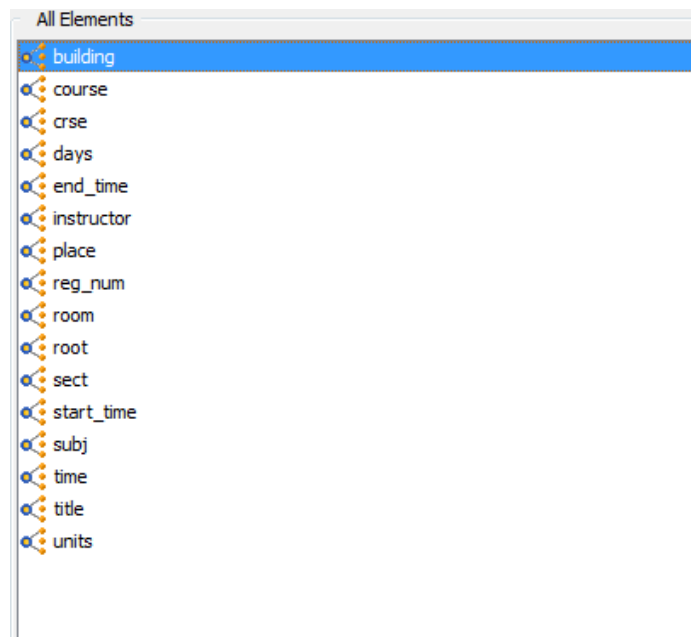 All Elements
building
course
crse
days
end_time
instructor
place
reg_num
room
root
sect
start_time
subj
time
title
units